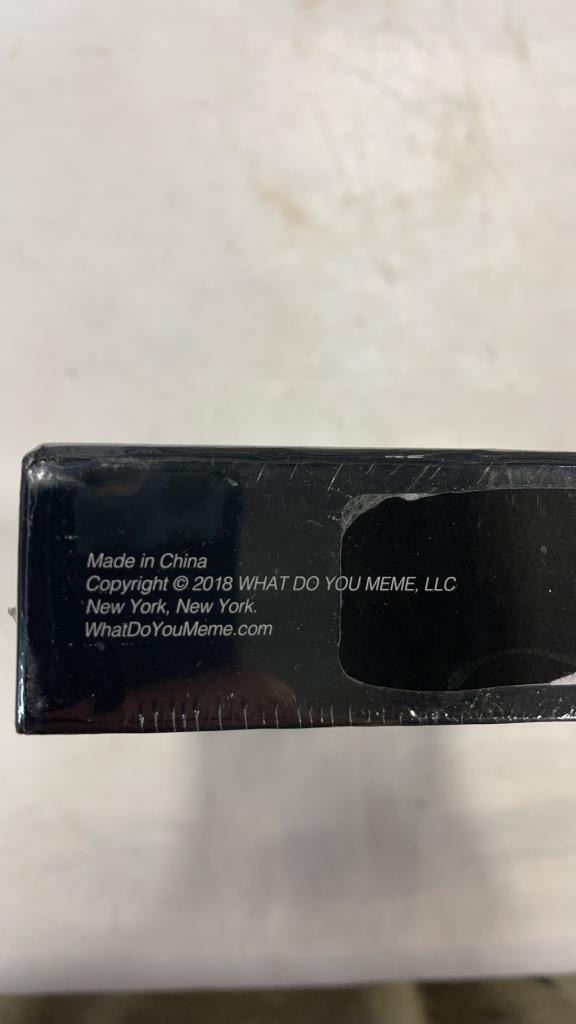 Made in China
Copyright © 2018 WHAT DO YOU MEME, LLC
New York, New York.
WhatDoYouMeme.com